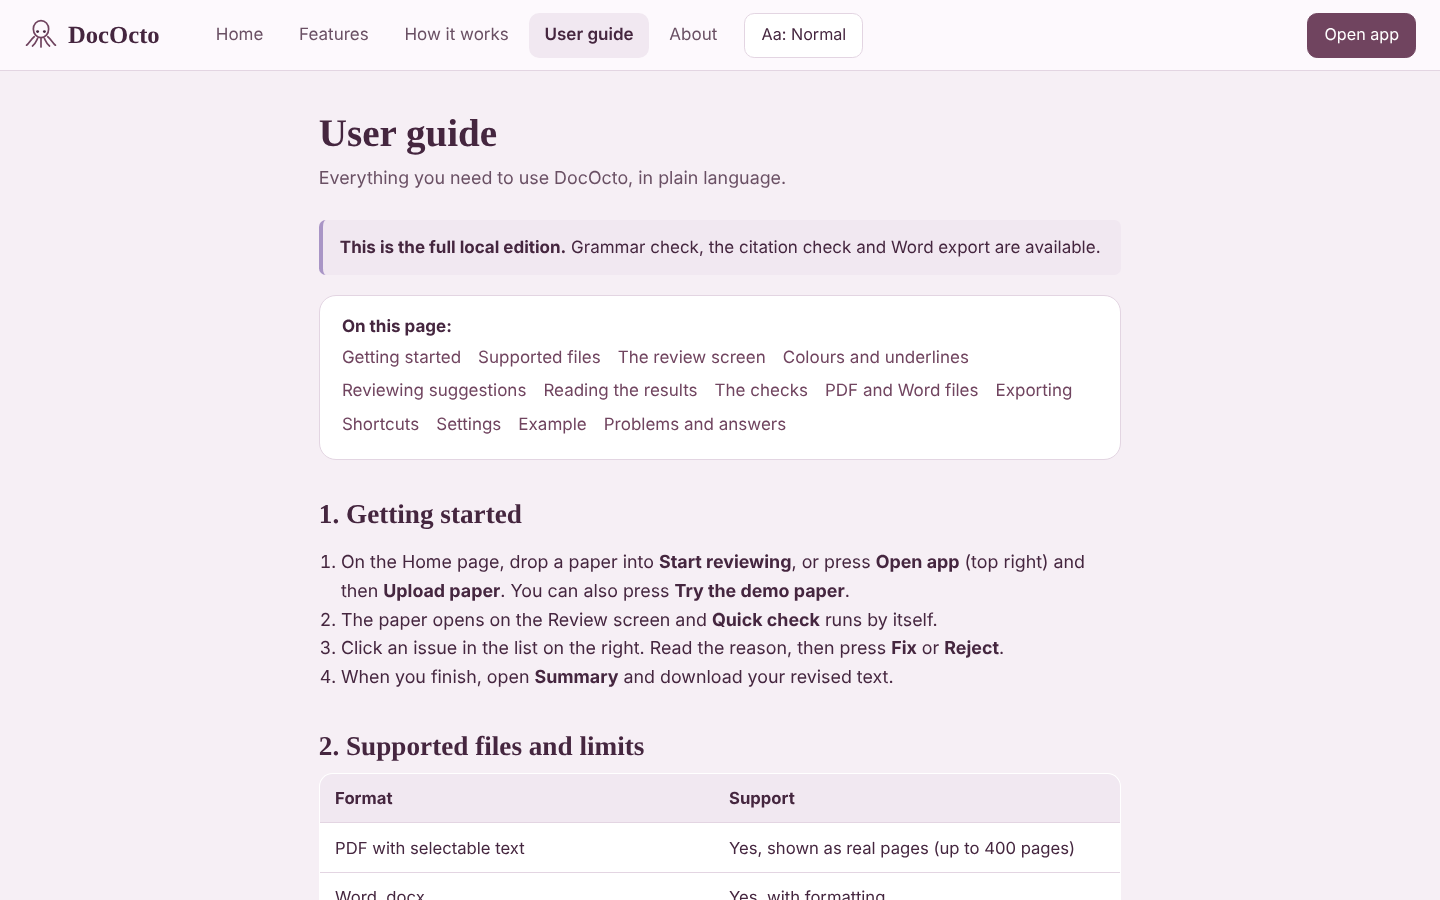 DocOcto
Home Features How it works User guide About Aa: Normal Open app
User guide
Everything you need to use DocOcto, in plain language.
This is the full local edition. Grammar check, the citation check and Word export are available.
On this page:
Getting started Supported files The review screen Colours and underlines
Reviewing suggestions Reading the results The checks PDF and Word files Exporting
Shortcuts Settings Example Problems and answers
1. Getting started
1. On the Home page, drop a paper into Start reviewing, or press Open app (top right) and
then Upload paper. You can also press Try the demo paper.
2. The paper opens on the Review screen and Quick check runs by itself.
3. Click an issue in the list on the right. Read the reason, then press Fix or Reject.
4. When you finish, open Summary and download your revised text.
2. Supported files and limits
Format Support
PDF with selectable text Yes, shown as real pages (up to 400 pages)
Word .docx Yes, with formatting